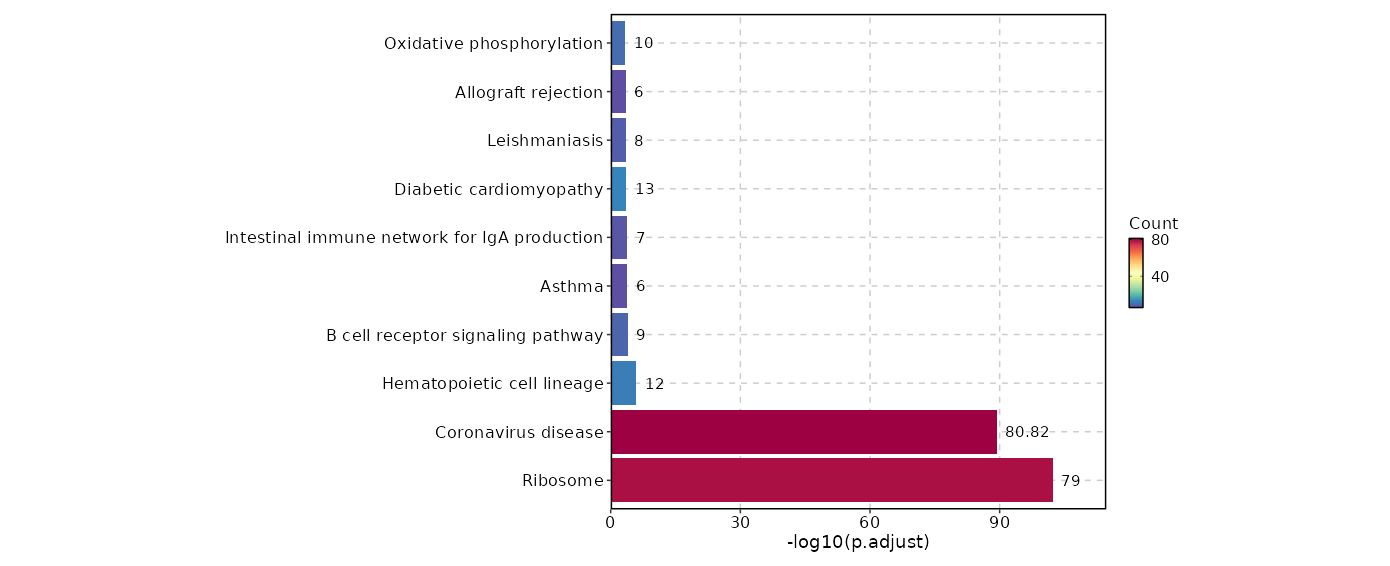 Oxidative phosphorylation 10
Allograft rejection 6
Leishmaniasis 8
Diabetic cardiomyopathy 13
Intestinal immune network for IgA production 7
Asthma 6
B cell receptor signaling pathway 9
Hematopoietic cell lineage 12
Coronavirus disease 80.82
Ribosome 79
0 30 60 90
-log10(p.adjust)
Count
80
40